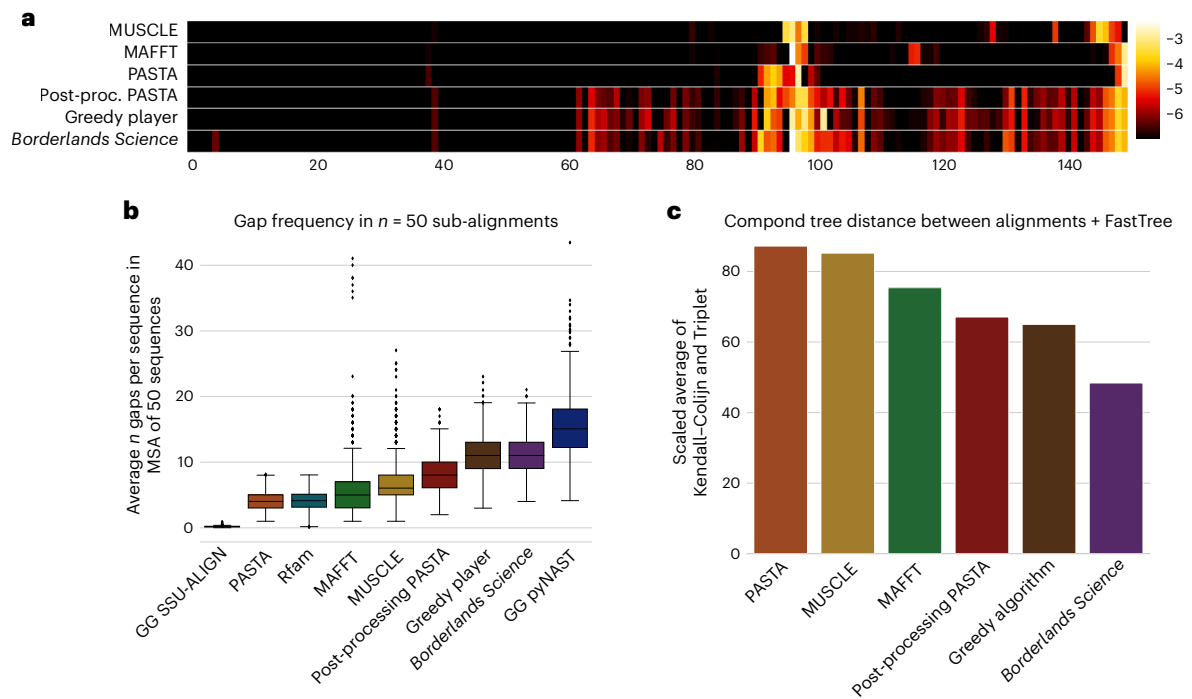 a
MUSCLE
MAFFT
PASTA
Post-proc. PASTA
Greedy player
Borderlands Science
0 20 40 60 80 100 120 140
−3
−4
−5
−6
b
Gap frequency in n = 50 sub-alignments
Average n gaps per sequence in
MSA of 50 sequences
40
30
20
10
0
GG SSU-ALIGN
PASTA
Rfam
MAFFT
MUSCLE
Post-processing PASTA
Greedy player
Borderlands Science
GG pyNAST
c
Compond tree distance between alignments + FastTree
Scaled average of
Kendall–Colijn and Triplet
80
60
40
20
0
PASTA
MUSCLE
MAFFT
Post-processing PASTA
Greedy algorithm
Borderlands Science